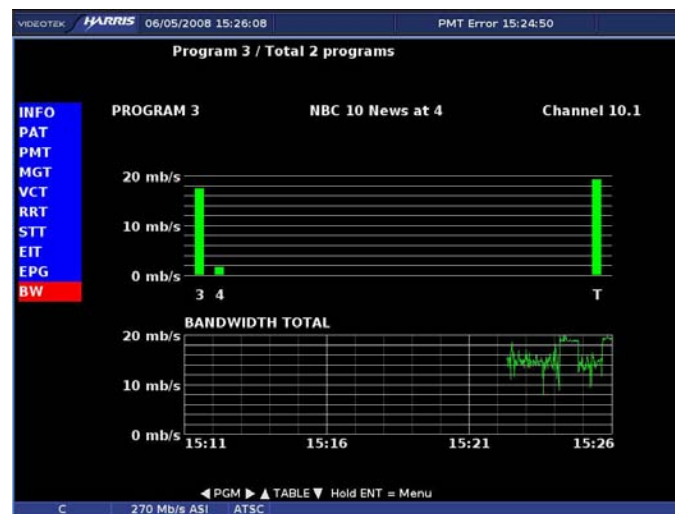 VIDEOTEK HARRIS 06/05/2008 15:26:08 PMT Error 15:24:50
Program 3 / Total 2 programs
INFO
PAT
PMT
MGT
VCT
RRT
STT
EIT
EPG
BW
PROGRAM 3 NBC 10 News at 4 Channel 10.1
20 mb/s
10 mb/s
0 mb/s
3 4 T
BANDWIDTH TOTAL
20 mb/s
10 mb/s
0 mb/s
15:11 15:16 15:21 15:26
◀ PGM ▶ ▲ TABLE ▼ Hold ENT = Menu
C 270 Mb/s ASI ATSC